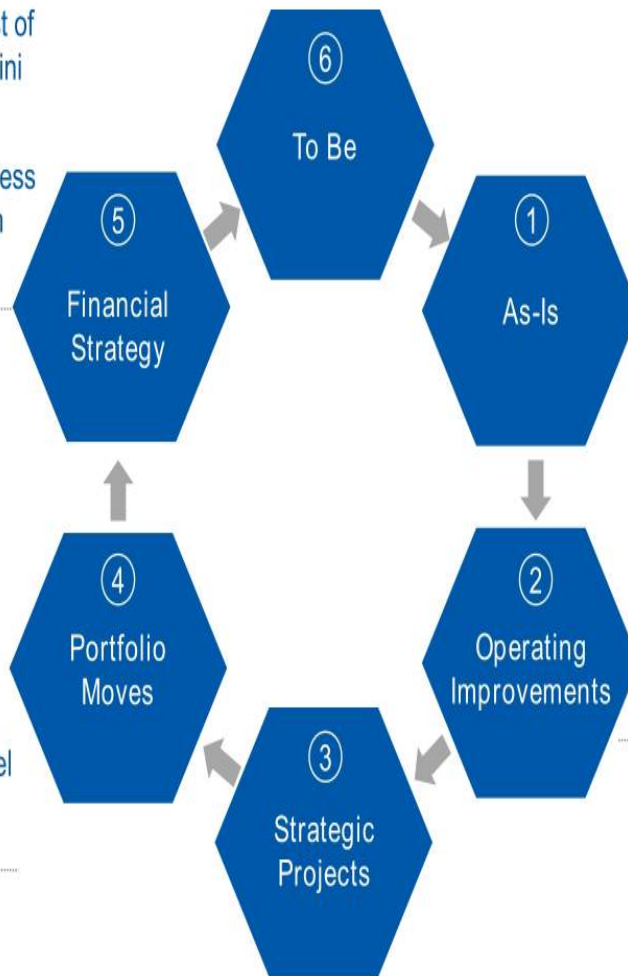 6
To Be
1
As-Is
2
Operating
Improvements
3
Strategic
Projects
4
Portfolio
Moves
5
Financial
Strategy